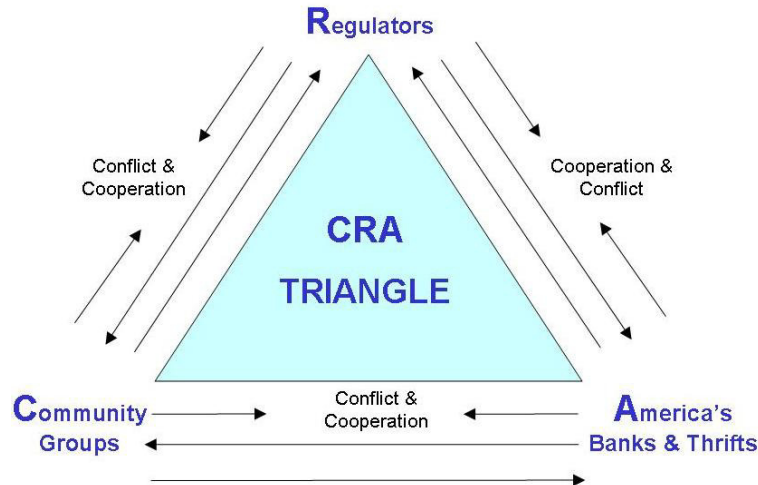 Regulators
Conflict &
Cooperation
Cooperation &
Conflict
CRA
TRIANGLE
Community
Groups
Conflict &
Cooperation
America's
Banks & Thrifts